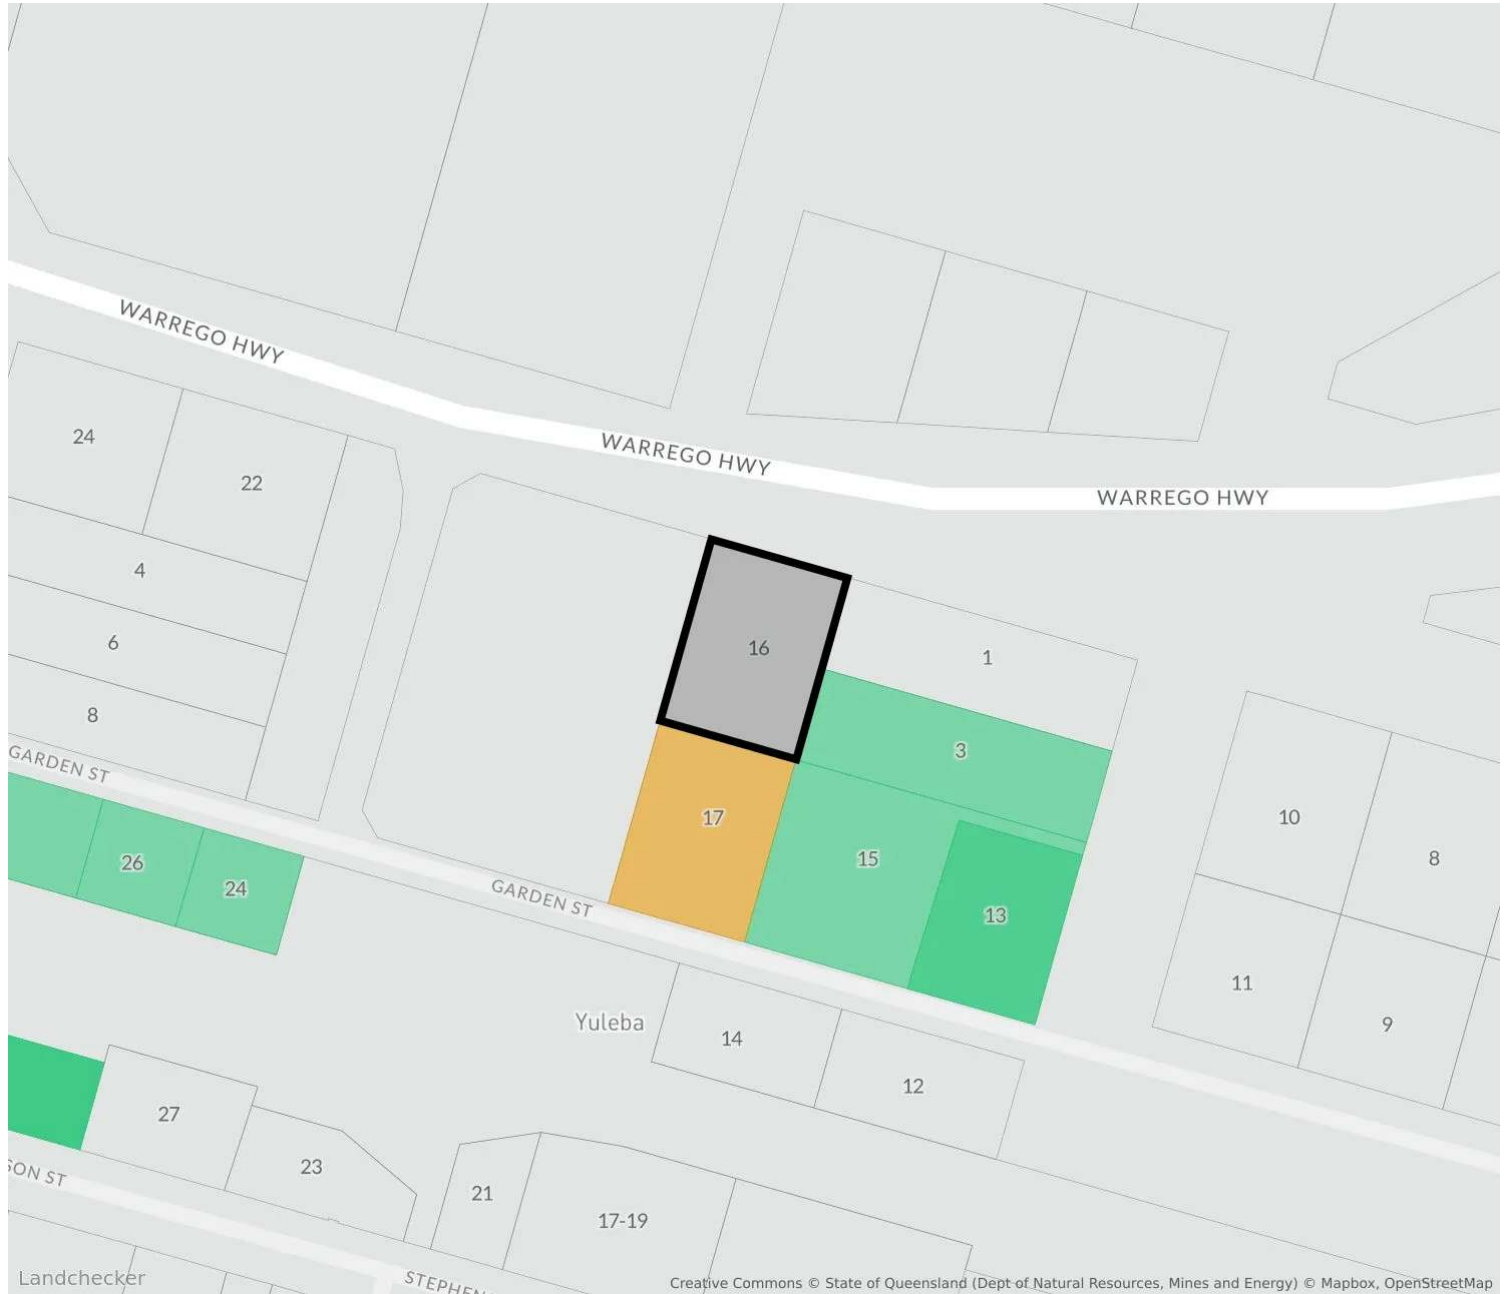 WARREGO HWY
24
WARREGO HWY
22
WARREGO HWY
4
16
1
6
8
3
GARDEN ST
17
10
15
8
26
24
GARDEN ST
13
11
Yuleba
14
9
12
27
23
SON ST
21
17-19
STEPHEN
Landchecker
Creative Commons © State of Queensland (Dept of Natural Resources, Mines and Energy) © Mapbox, OpenStreetMap